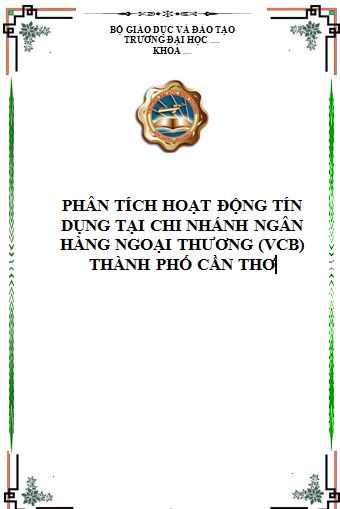 BỘ GIÁO DỤC VÀ ĐÀO TẠO
TRƯỜNG ĐẠI HỌC ....
KHOA ....
PHÂN TÍCH HOẠT ĐỘNG TÍN
DỤNG TẠI CHI NHÁNH NGÂN
HÀNG NGOẠI THƯƠNG (VCB)
THÀNH PHỐ CẦN THƠ